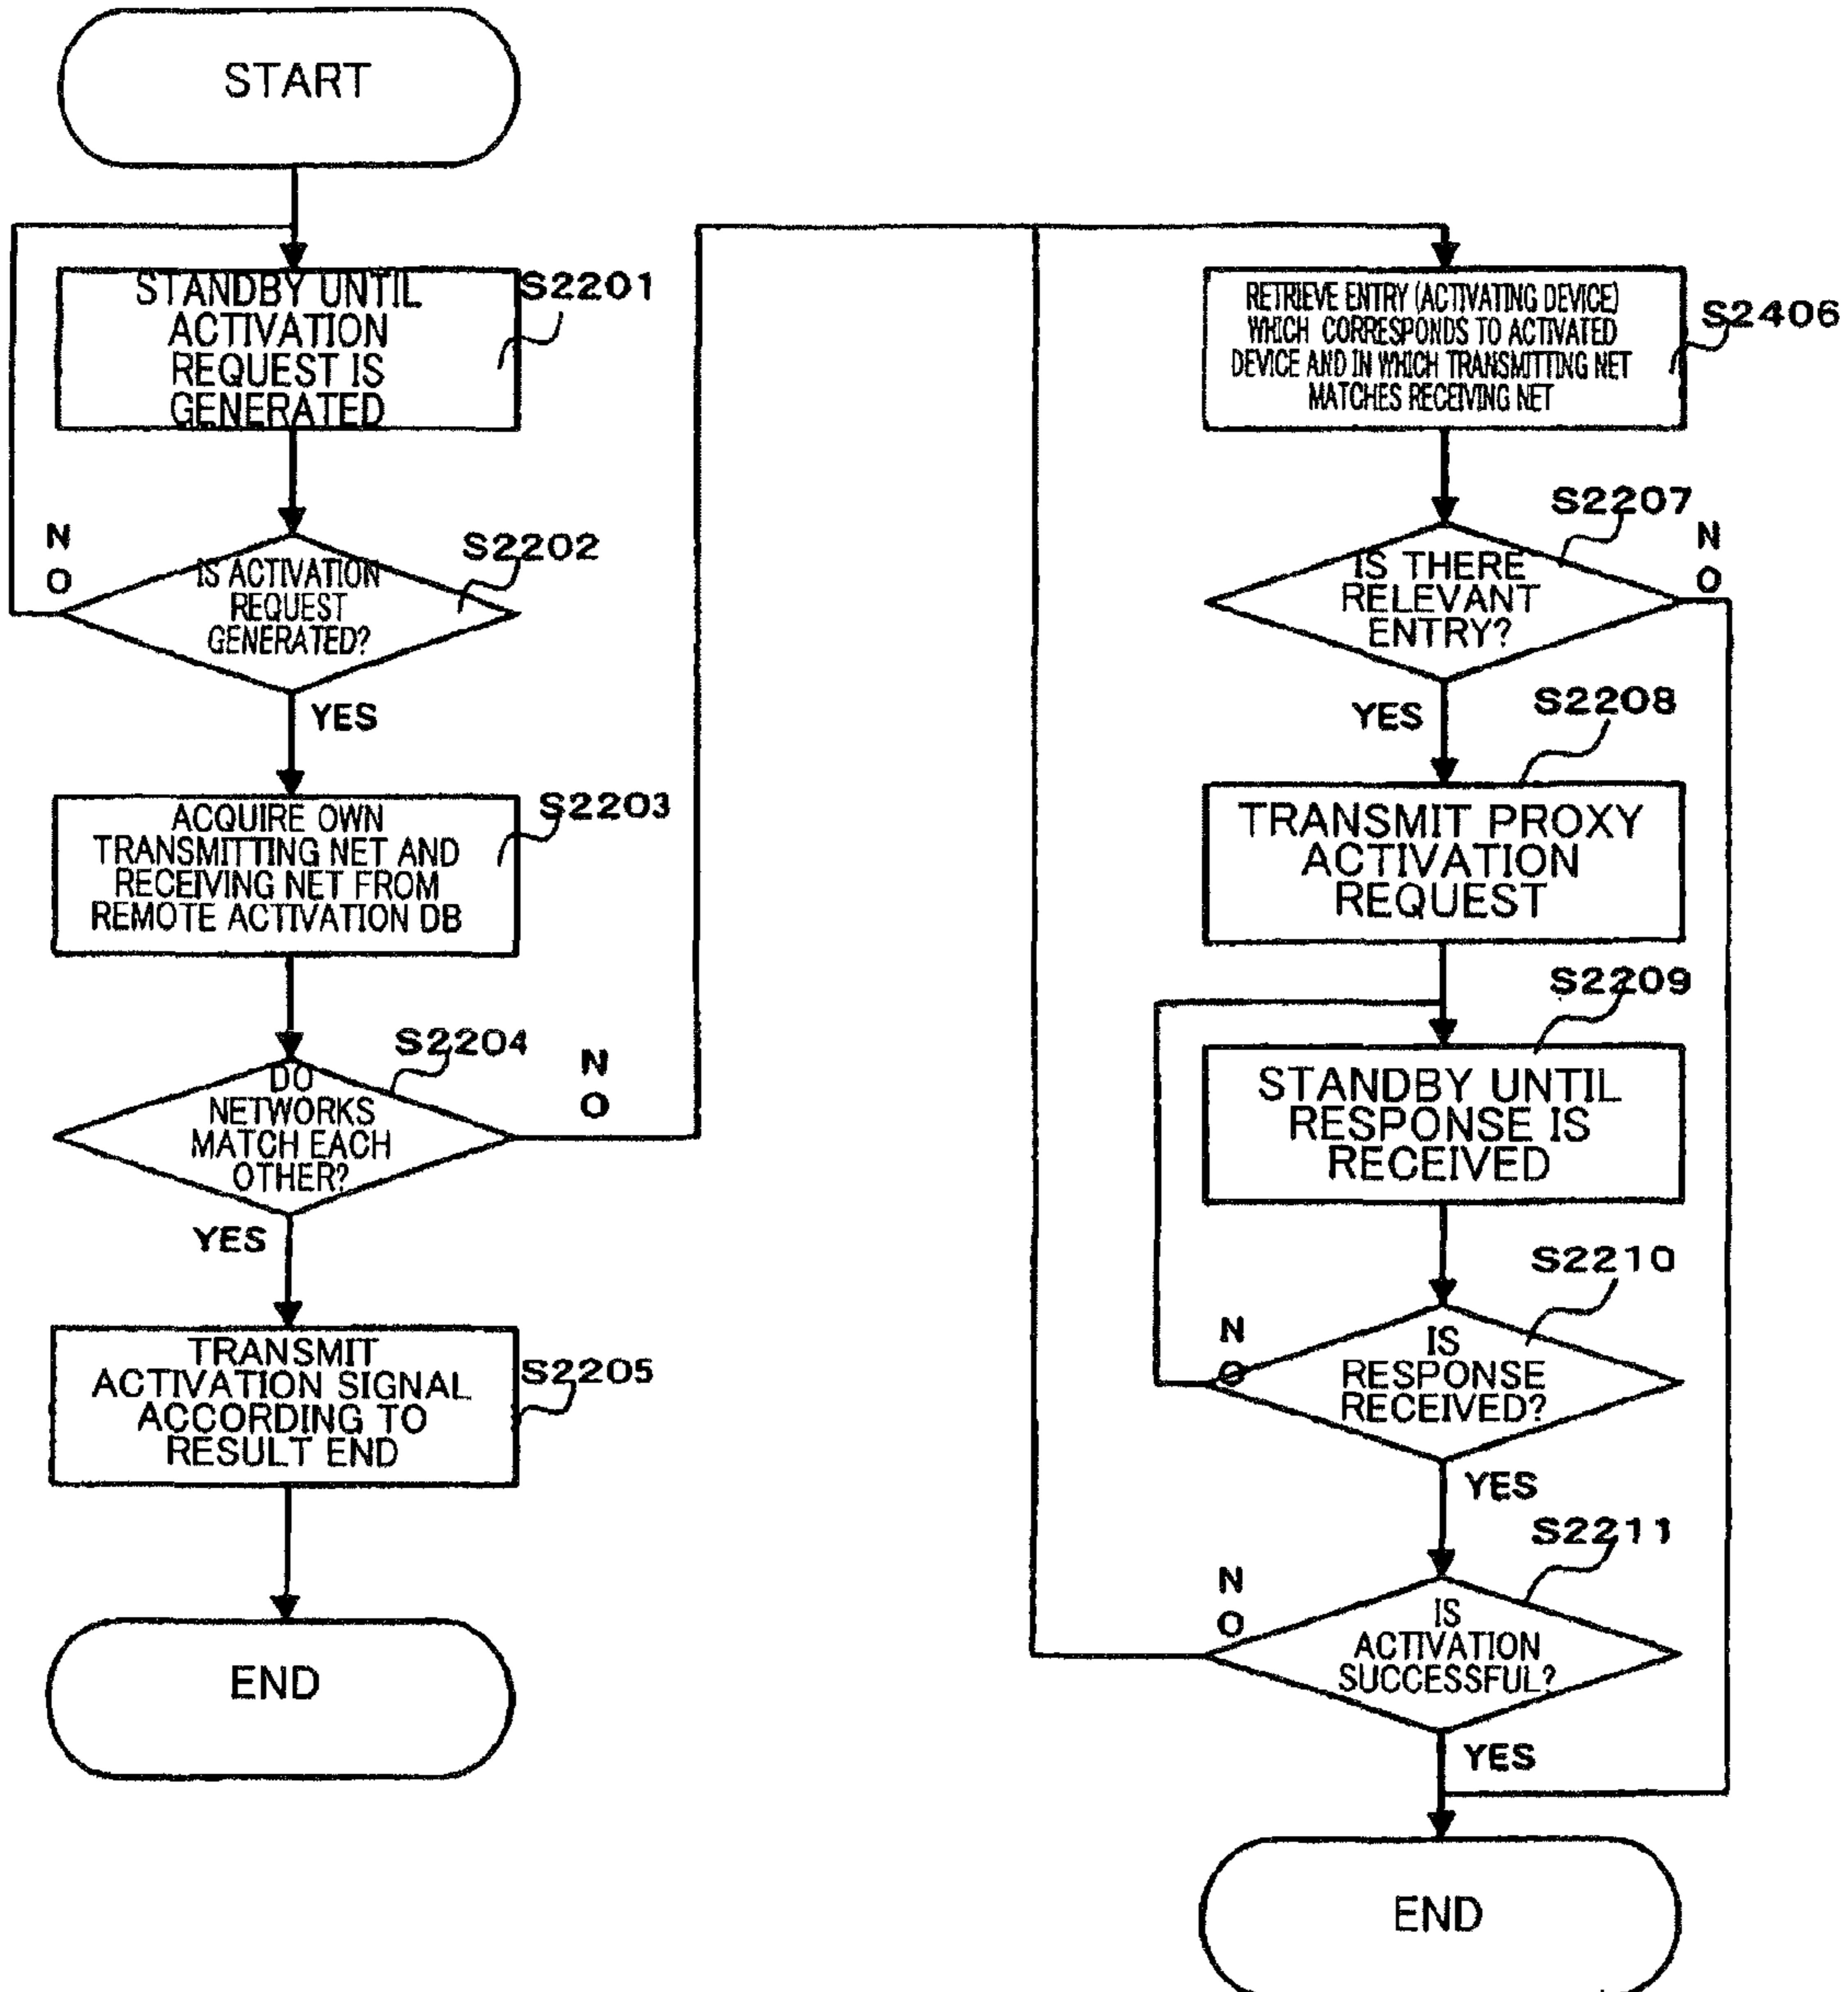 START
STANDBY UNTIL
ACTIVATION
REQUEST IS
GENERATED
S2201
N
O
IS ACTIVATION
REQUEST
GENERATED?
S2202
YES
ACQUIRE OWN
TRANSMITTING NET AND
RECEIVING NET FROM
REMOTE ACTIVATION DB
S2203
DO
NETWORKS
MATCH EACH
OTHER?
S2204
N
O
YES
TRANSMIT
ACTIVATION SIGNAL
ACCORDING TO
RESULT END
S2205
END
RETRIEVE ENTRY (ACTIVATING DEVICE)
WHICH CORRESPONDS TO ACTIVATED
DEVICE AND IN WHICH TRANSMITTING NET
MATCHES RECEIVING NET
S2406
S2207
N
O
IS THERE
RELEVANT
ENTRY?
YES
S2208
TRANSMIT PROXY
ACTIVATION
REQUEST
S2209
STANDBY UNTIL
RESPONSE IS
RECEIVED
S2210
N
O
IS
RESPONSE
RECEIVED?
YES
S2211
N
O
IS
ACTIVATION
SUCCESSFUL?
YES
END